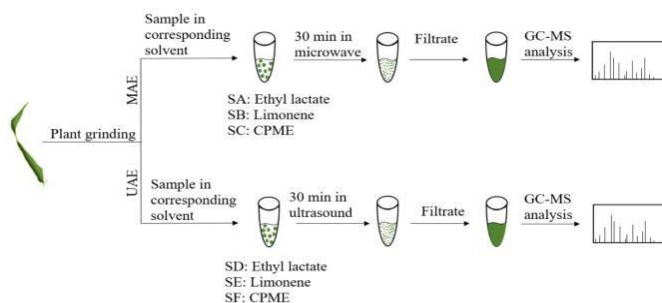 Plant grinding
MAE
Sample in
corresponding
solvent
30 min in
microwave
Filtrate
GC-MS
analysis
SA: Ethyl lactate
SB: Limonene
SC: CPME
UAE
Sample in
corresponding
solvent
30 min in
ultrasound
Filtrate
GC-MS
analysis
SD: Ethyl lactate
SE: Limonene
SF: CPME